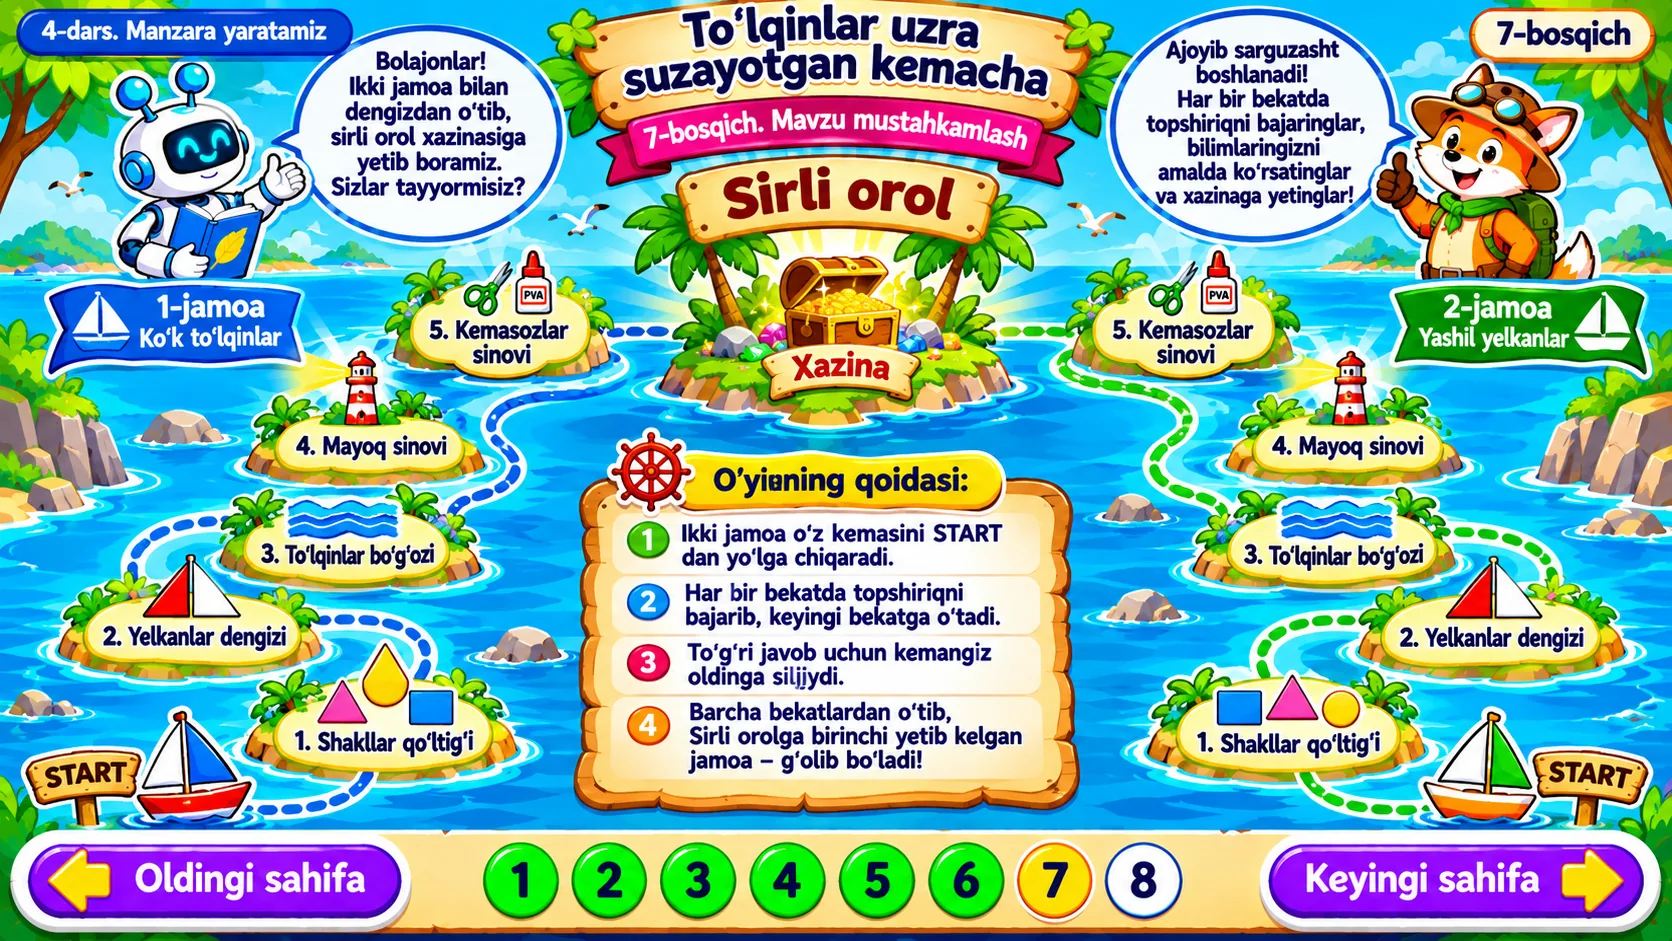 4-dars. Manzara yaratamiz
To‘lqinlar uzra
suzayotgan kemacha
7-bosqich
7-bosqich. Mavzu mustahkamlash
Sirli orol
Bolajonlar!
Ikki jamoa bilan
dengizdan o‘tib,
sirli orol xazinasiga
yetib boramiz.
Sizlar tayyormisiz?
Ajoyib sarguzasht
boshlanadi!
Har bir bekatda
topshiriqni bajaringlar,
bilimlaringizni
amalda ko‘rsatinglar
va xazinaga yetinglar!
1-jamoa
Ko‘k to‘lqinlar
2-jamoa
Yashil yelkanlar
PVA
5. Kemasozlar
sinovi
4. Mayoq sinovi
3. To‘lqinlar bo‘g‘ozi
2. Yelkanlar dengizi
1. Shakllar qo‘ltig‘i
START
Xazina
PVA
5. Kemasozlar
sinovi
4. Mayoq sinovi
3. To‘lqinlar bo‘g‘ozi
2. Yelkanlar dengizi
1. Shakllar qo‘ltig‘i
START
qoidasi:
1 Ikki jamoa o‘z kemasini START
dan yo‘lga chiqaradi.
2 Har bir bekatda topshiriqni
bajarib, keyingi bekatga o‘tadi.
3 To‘g‘ri javob uchun kemangiz
oldinga
4 Barcha bekatlardan o‘tib,
Sirli orolga birinchi yetib kelgan
jamoa – g‘olib bo‘ladi!
Oldingi sahifa
1 2 3 4 5 6 7 8
Keyingi sahifa